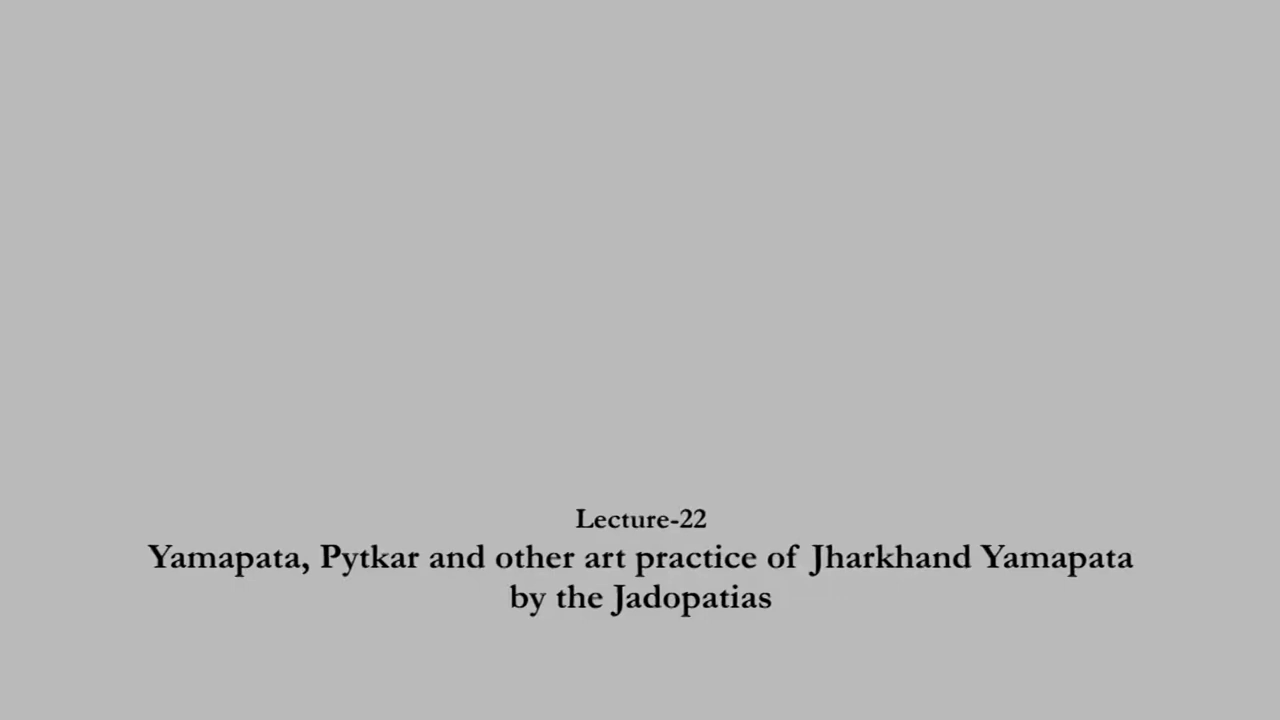 Lecture-22
Yamapata, Pytkar and other art practice of Jharkhand Yamapata
by the Jadopatias